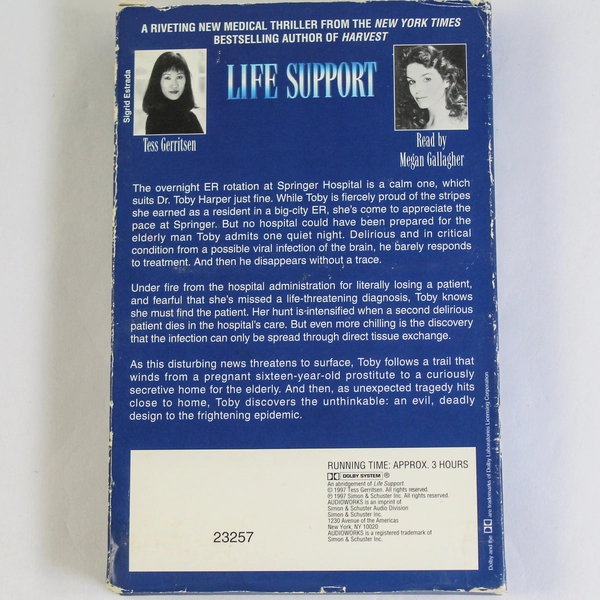 A RIVETING NEW MEDICAL THRILLER FROM THE NEW YORK TIMES
BESTSELLING AUTHOR OF HARVEST
Sigrid Estrada
LIFE SUPPORT
Tess Gerritsen
Read by
Megan Gallagher
The overnight ER rotation at Springer Hospital is a calm one, which
suits Dr. Toby Harper just fine. While Toby is fiercely proud of the stripes
she earned as a resident in a big-city ER, she's come to appreciate the
pace at Springer. But no hospital could have been prepared for the
elderly man Toby admits one quiet night. Delirious and in critical
condition from a possible viral infection of the brain, he barely responds
to treatment. And then he disappears without a trace.
Under fire from the hospital administration for literally losing a patient,
and fearful that she's missed a life-threatening diagnosis, Toby knows
she must find the patient. Her hunt is intensified when a second delirious
patient dies in the hospital's care. But even more chilling is the discovery
that the infection can only be spread through direct tissue exchange.
As this disturbing news threatens to surface, Toby follows a trail that
winds from a pregnant sixteen-year-old prostitute to a curiously
secretive home for the elderly. And then, as unexpected tragedy hits
close to home, Toby discovers the unthinkable: an evil, deadly
design to the frightening epidemic.
RUNNING TIME: APPROX. 3 HOURS
DOLBY SYSTEM ®
An abridgement of Life Support.
© 1997 Tess Gerritsen. All rights reserved.
℗ 1997 Simon & Schuster Inc. All rights reserved.
AUDIOWORKS is an imprint of
Simon & Schuster Audio Division
Simon & Schuster Inc.
1230 Avenue of the Americas
New York, NY 10020
AUDIOWORKS is a registered trademark of
Simon & Schuster Inc.
23257
Dolby and the DD are trademarks of Dolby Laboratories Licensing Corporation